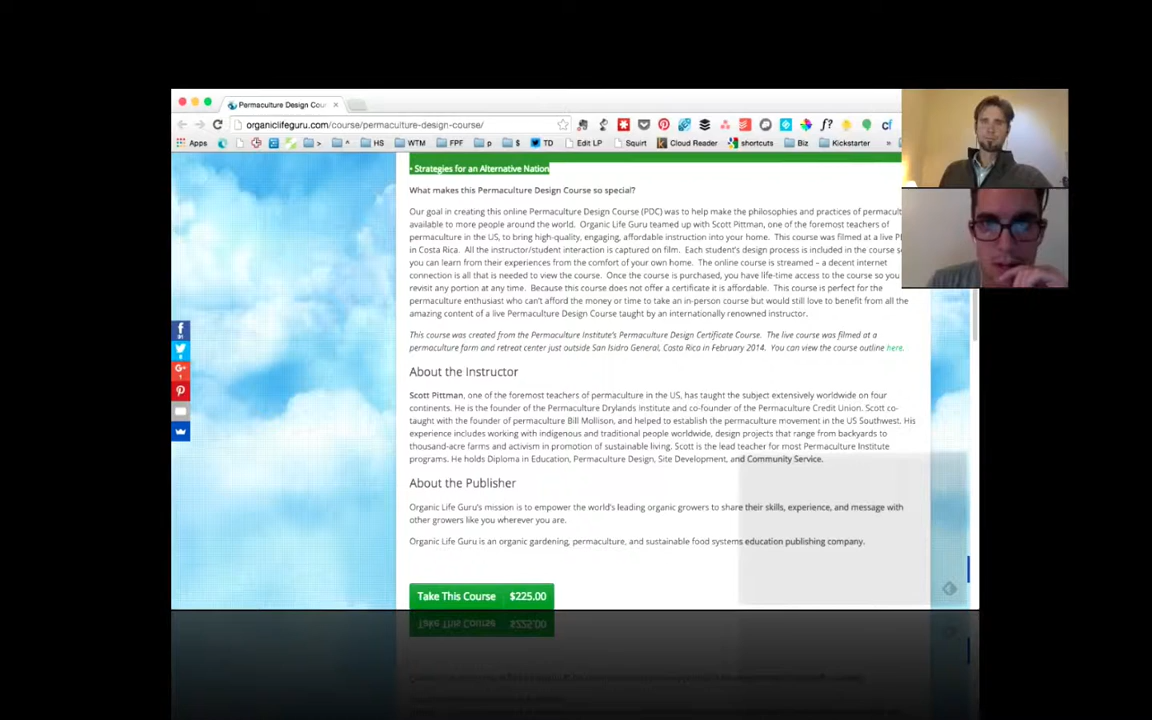 Permaculture Design Cou
organiclifeguru.com/course/permaculture-design-course/
Apps > ^ HS WTM FPF p $ TD Edit LP Squirt Cloud Reader shortcuts Biz Kickstarter »
• Strategies for an Alternative Nation
What makes this Permaculture Design Course so special?
Our goal in creating this online Permaculture Design Course (PDC) was to help make the philosophies and practices of permacult
available to more people around the world. Organic Life Guru teamed up with Scott Pittman, one of the foremost teachers of
permaculture in the US, to bring high-quality, engaging, affordable instruction into your home. This course was filmed at a live P
in Costa Rica. All the instructor/student interaction is captured on film. Each student's design process is included in the course s
you can learn from their experiences from the comfort of your own home. The online course is streamed – a decent internet
connection is all that is needed to view the course. Once the course is purchased, you have life-time access to the course so you
revisit any portion at any time. Because this course does not offer a certificate it is affordable. This course is perfect for the
permaculture enthusiast who can't afford the money or time to take an in-person course but would still love to benefit from all the
amazing content of a live Permaculture Design Course taught by an internationally renowned instructor.
This course was created from the Permaculture Institute's Permaculture Design Certificate Course. The live course was filmed at a
permaculture farm and retreat center just outside San Isidro General, Costa Rica in February 2014. You can view the course outline here.
About the Instructor
Scott Pittman, one of the foremost teachers of permaculture in the US, has taught the subject extensively worldwide on four
continents. He is the founder of the Permaculture Drylands Institute and co-founder of the Permaculture Credit Union. Scott co-
taught with the founder of permaculture Bill Mollison, and helped to establish the permaculture movement in the US Southwest. His
experience includes working with indigenous and traditional people worldwide, design projects that range from backyards to
thousand-acre farms and activism in promotion of sustainable living. Scott is the lead teacher for most Permaculture Institute
programs. He holds Diploma in Education, Permaculture Design, Site Development, and Community Service.
About the Publisher
Organic Life Guru's mission is to empower the world's leading organic growers to share their skills, experience, and message with
other growers like you wherever you are.
Organic Life Guru is an organic gardening, permaculture, and sustainable food systems education publishing company.
Take This Course $225.00